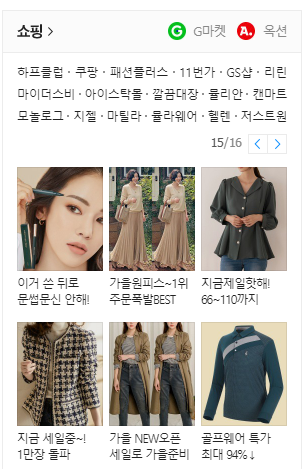 쇼핑 > G마켓 A. 옥션
하프클럽 · 쿠팡 · 패션플러스 · 11번가 · GS샵 · 리린
마이더스비 · 아이스탁몰 · 깔끔대장 · 률리안 · 캔마트
모놀로그 · 지젤 · 마틸라 · 률라웨어 · 헬렌 · 저스트원
15/16 < >
이거 쓴 뒤로
문썹문신 안해!
가을원피스~1위
주문폭발BEST
지금제일핫해!
66~110까지
지금 세일중~!
1만장 돌파
가을 NEW오픈
세일로 가을준비
골프웨어 특가
최대 94%↓